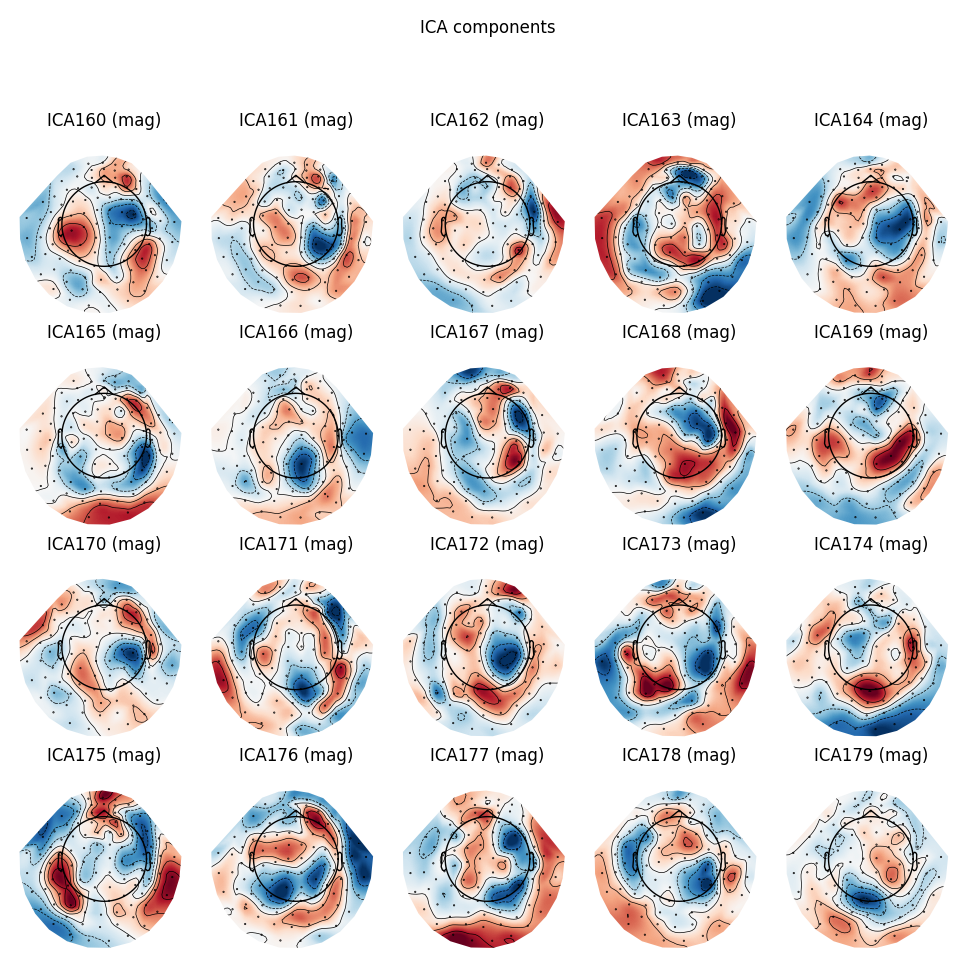 ICA components
ICA160 (mag) ICA161 (mag) ICA162 (mag) ICA163 (mag) ICA164 (mag)
ICA165 (mag) ICA166 (mag) ICA167 (mag) ICA168 (mag) ICA169 (mag)
ICA170 (mag) ICA171 (mag) ICA172 (mag) ICA173 (mag) ICA174 (mag)
ICA175 (mag) ICA176 (mag) ICA177 (mag) ICA178 (mag) ICA179 (mag)